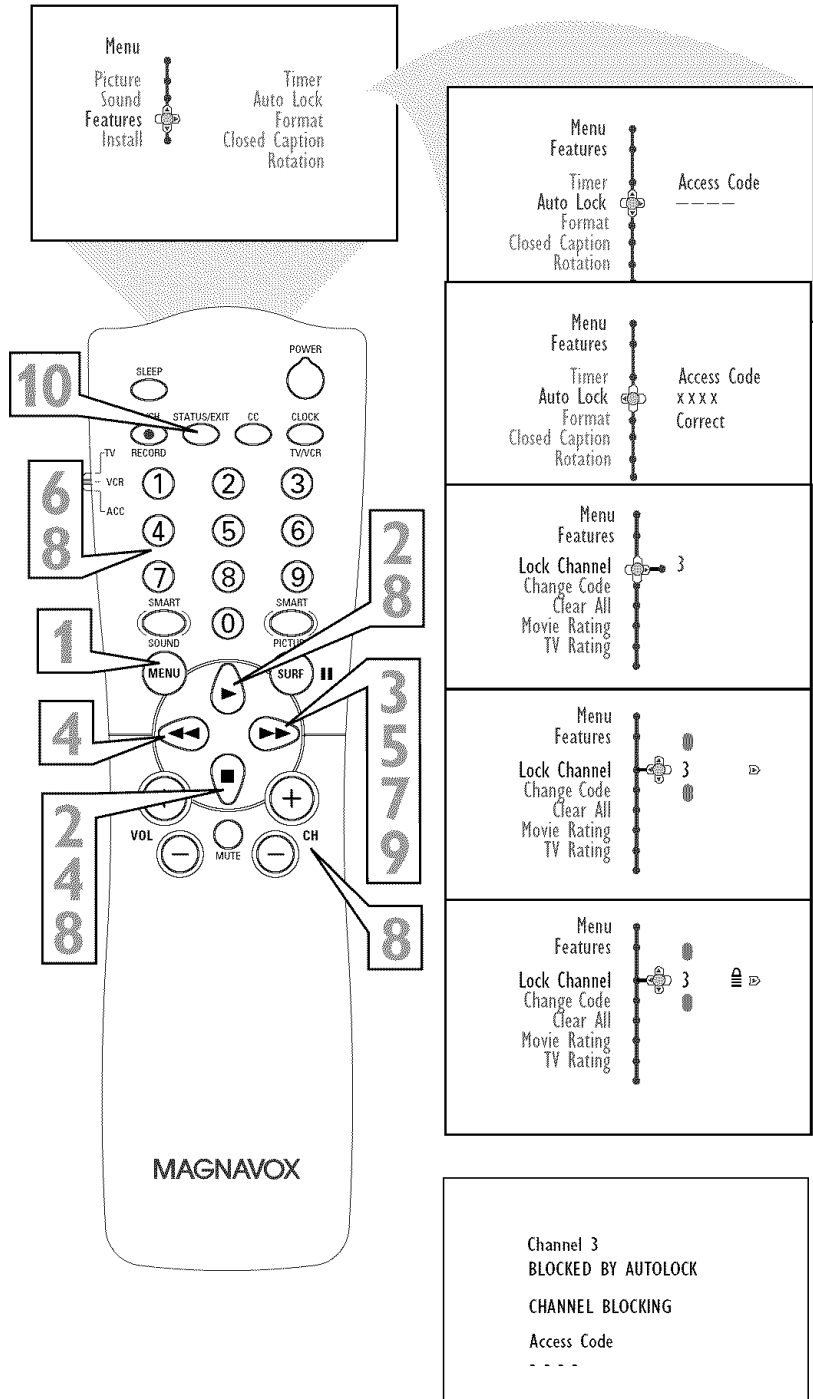 Menu
Picture
Sound
Features
Install
Timer
Auto Lock
Format
Closed Caption
Rotation
Menu
Features
Timer
Auto Lock
Format
Closed Caption
Rotation
Access Code
– – – –
Menu
Features
Timer
Auto Lock
Format
Closed Caption
Rotation
Access Code
x x x x
Correct
Menu
Features
Lock Channel 3
Change Code
Clear All
Movie Rating
TV Rating
Menu
Features
Lock Channel 3
Change Code
Clear All
Movie Rating
TV Rating
Menu
Features
Lock Channel 3
Change Code
Clear All
Movie Rating
TV Rating
Channel 3
BLOCKED BY AUTOLOCK
CHANNEL BLOCKING
Access Code
- - - -
SLEEP
POWER
10
STATUS/EXIT CC CLOCK
RECORD TV/VCR
TV
VCR
ACC
1 2 3
4 5 6
7 8 9
SMART 0 SMART
SOUND
MENU SURF
6
8
2
8
1
4
3
5
7
9
2
4
8
8
VOL MUTE CH
MAGNAVOX